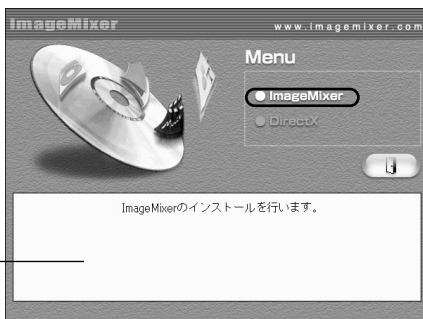 ImageMixer
www.imagemixer.com
Menu
ImageMixer
DirectX
ImageMixerのインストールを行います。